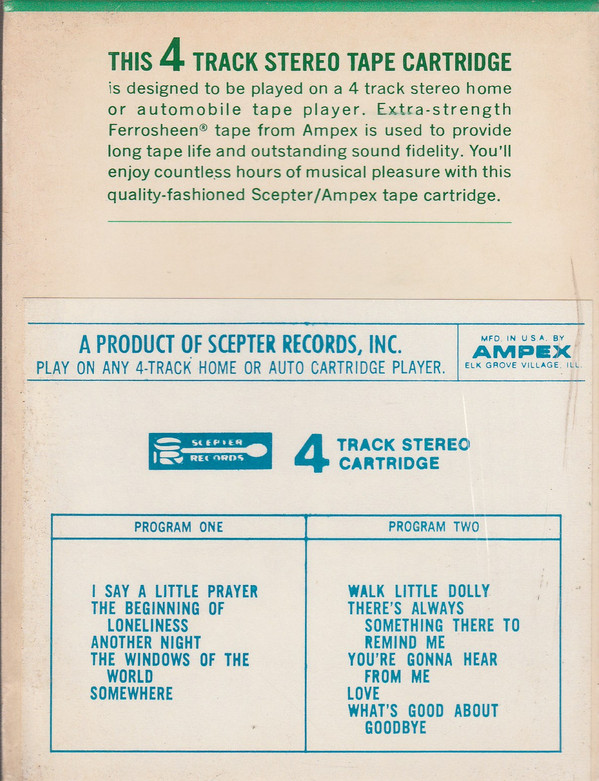 THIS 4 TRACK STEREO TAPE CARTRIDGE
is designed to be played on a 4 track stereo home
or automobile tape player. Extra-strength
Ferrosheen® tape from Ampex is used to provide
long tape life and outstanding sound fidelity. You'll
enjoy countless hours of musical pleasure with this
quality-fashioned Scepter/Ampex tape cartridge.
A PRODUCT OF SCEPTER RECORDS, INC.
PLAY ON ANY 4-TRACK HOME OR AUTO CARTRIDGE PLAYER.
MFD. IN U.S.A. BY
AMPEX
ELK GROVE VILLAGE, ILL.
SCEPTER
RECORDS
4 TRACK STEREO
CARTRIDGE
PROGRAM ONE
I SAY A LITTLE PRAYER
THE BEGINNING OF
LONELINESS
ANOTHER NIGHT
THE WINDOWS OF THE
WORLD
SOMEWHERE
PROGRAM TWO
WALK LITTLE DOLLY
THERE'S ALWAYS
SOMETHING THERE TO
REMIND ME
YOU'RE GONNA HEAR
FROM ME
LOVE
WHAT'S GOOD ABOUT
GOODBYE